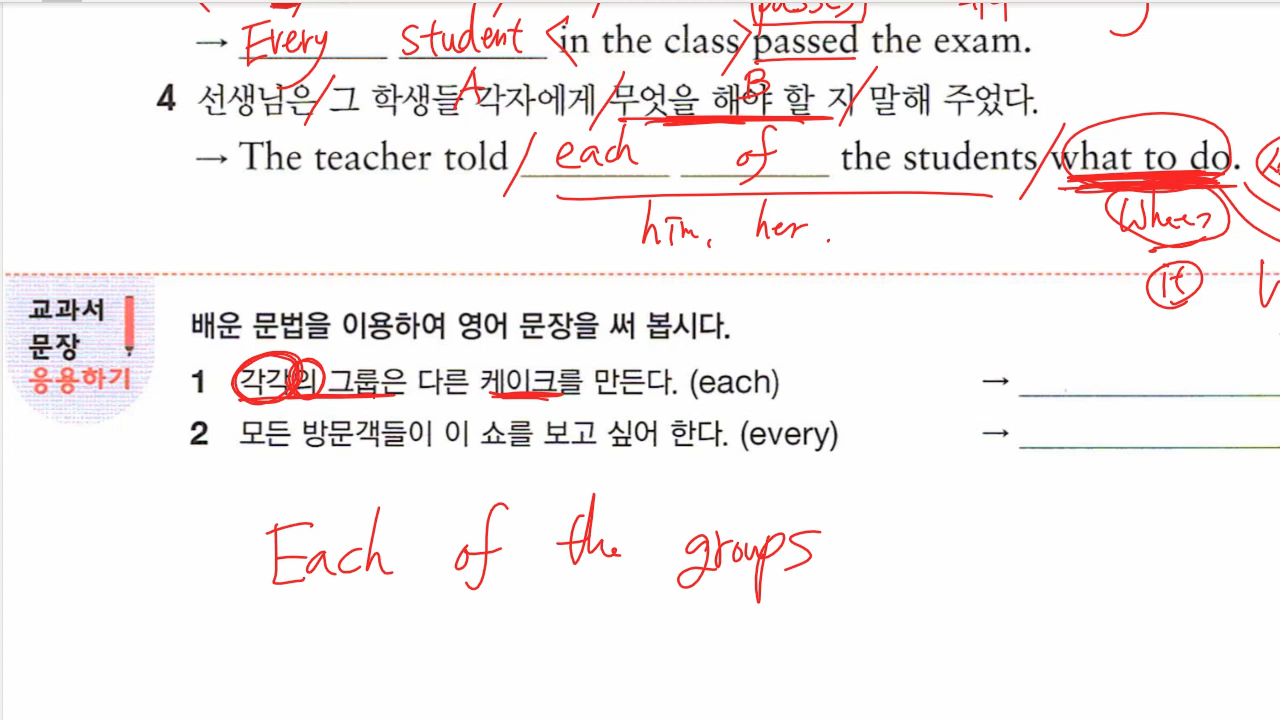 → Every student <in the class> passed the exam.
A B
4 선생님은/ 그 학생들 각자에게 /무엇을 해야 할 지/ 말해 주었다.
→ The teacher told / each of the students / what to do.
him, her.
it
교과서
문장
응용하기
배운 문법을 이용하여 영어 문장을 써 봅시다.
1 각각의 그룹은 다른 케이크를 만든다. (each) →
2 모든 방문객들이 이 쇼를 보고 싶어 한다. (every) →
Each of the groups